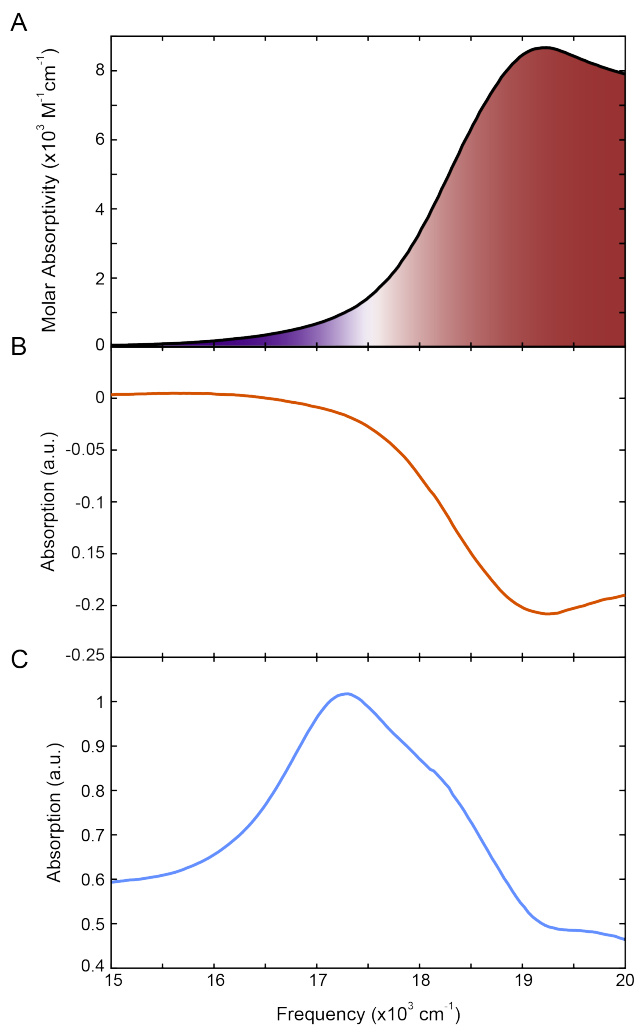 A
Molar Absorptivity (x10³ M⁻¹cm⁻¹)
8
6
4
2
0
B
Absorption (a.u.)
0
-0.05
-0.1
0.15
-0.2
-0.25
C
Absorption (a.u.)
1
0.9
0.8
0.7
0.6
0.5
0.4
15 16 17 18 19 20
Frequency (x10³ cm⁻¹)